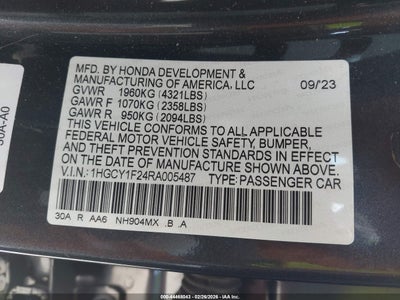 MFD. BY HONDA DEVELOPMENT &
MANUFACTURING OF AMERICA, LLC 09/23
GVWR 1960KG (4321LBS)
GAWR F 1070KG (2358LBS)
GAWR R 950KG (2094LBS)
THIS VEHICLE CONFORMS TO ALL APPLICABLE
FEDERAL MOTOR VEHICLE SAFETY, BUMPER,
AND THEFT PREVENTION STANDARDS IN
EFFECT ON THE DATE OF MANUFACTURE
SHOWN ABOVE.
V.I.N.: 1HGCY1F24RA005487 TYPE: PASSENGER CAR
30A R AA6 NH904MX B A
30A-A0